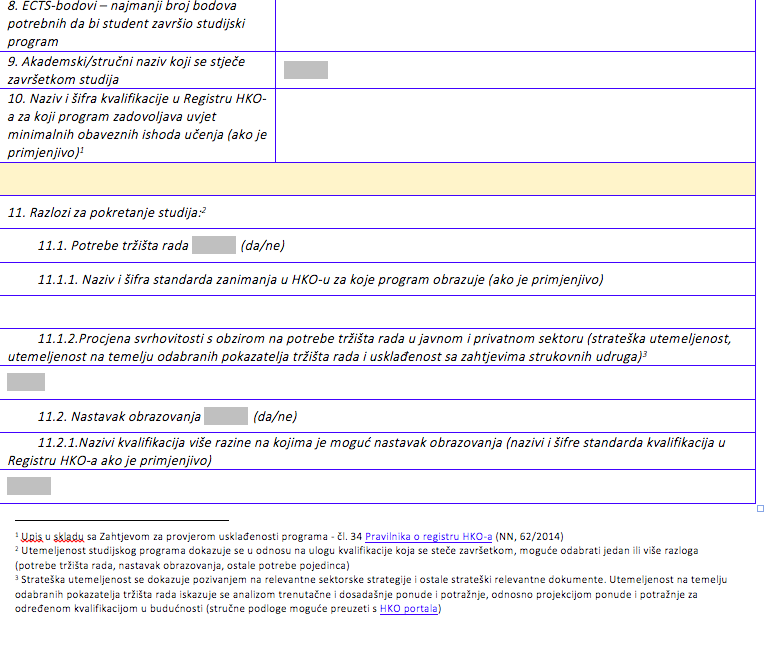 8. ECTS-bodovi – najmanji broj bodova
potrebnih da bi student završio studijski
program
9. Akademski/stručni naziv koji se stječe
završetkom studija
10. Naziv i šifra kvalifikacije u Registru HKO-
a za koji program zadovoljava uvjet
minimalnih obaveznih ishoda učenja (ako je
primjenjivo)¹
11. Razlozi za pokretanje studija:²
11.1. Potrebe tržišta rada (da/ne)
11.1.1. Naziv i šifra standarda zanimanja u HKO-u za koje program obrazuje (ako je primjenjivo)
11.1.2.Procjena svrhovitosti s obzirom na potrebe tržišta rada u javnom i privatnom sektoru (strateška utemeljenost,
utemeljenost na temelju odabranih pokazatelja tržišta rada i usklađenost sa zahtjevima strukovnih udruga)³
11.2. Nastavak obrazovanja (da/ne)
11.2.1.Nazivi kvalifikacija više razine na kojima je moguć nastavak obrazovanja (nazivi i šifre standarda kvalifikacija u
Registru HKO-a ako je primjenjivo)
¹ Upis u skladu sa Zahtjevom za provjerom usklađenosti programa - čl. 34 Pravilnika o registru HKO-a (NN, 62/2014)
² Utemeljenost studijskog programa dokazuje se u odnosu na ulogu kvalifikacije koja se steče završetkom, moguće odabrati jedan ili više razloga
(potrebe tržišta rada, nastavak obrazovanja, ostale potrebe pojedinca)
³ Strateška utemeljenost se dokazuje pozivanjem na relevantne sektorske strategije i ostale strateški relevantne dokumente. Utemeljenost na temelju
odabranih pokazatelja tržišta rada iskazuje se analizom trenutačne i dosadašnje ponude i potražnje, odnosno projekcijom ponude i potražnje za
određenom kvalifikacijom u budućnosti (stručne podloge moguće preuzeti s HKO portala)